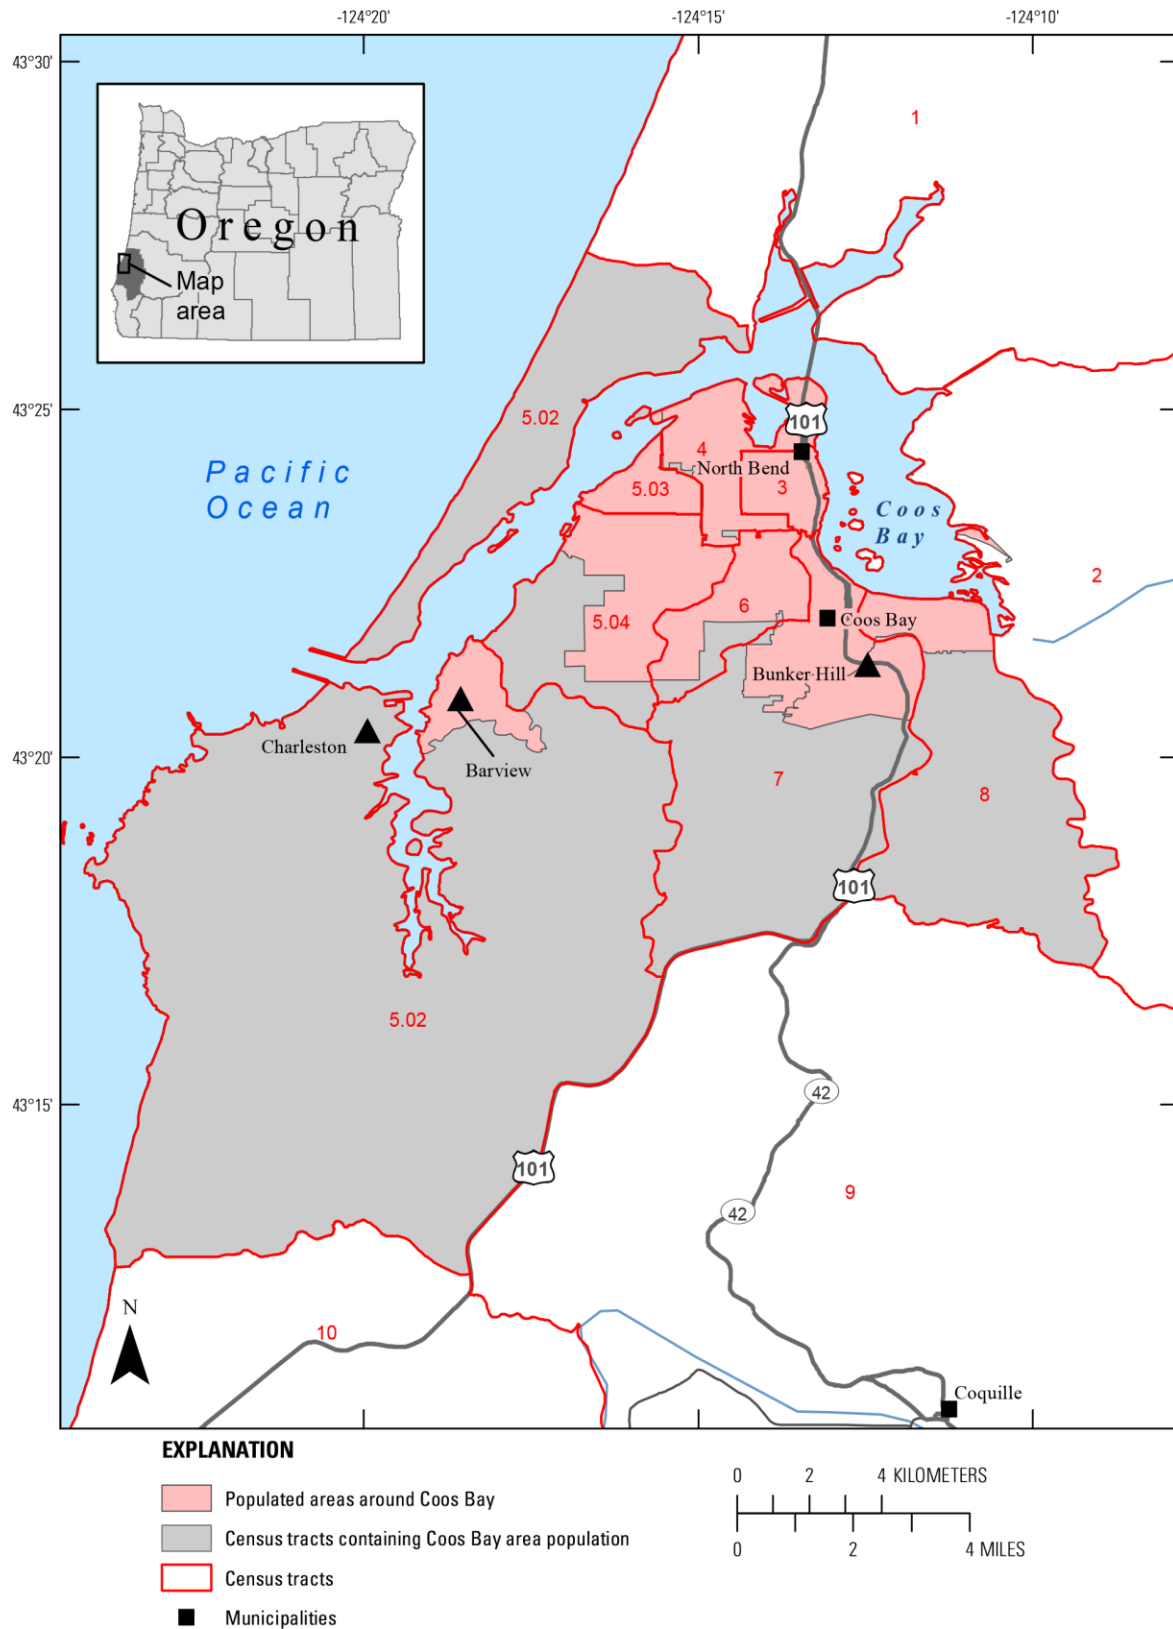 -124°20'
-124°15'
-124°10'
43°30'
1
Oregon
Map
area
43°25'
5.02
101
Pacific
Ocean
4
North Bend
5.03
3
Coos
Bay
2
6
5.04
Coos Bay
Bunker Hill
Charleston
43°20'
Barview
7
8
101
5.02
43°15'
42
101
9
42
N
10
Coquille
EXPLANATION
Populated areas around Coos Bay
Census tracts containing Coos Bay area population
Census tracts
Municipalities
0 2 4 KILOMETERS
0 2 4 MILES